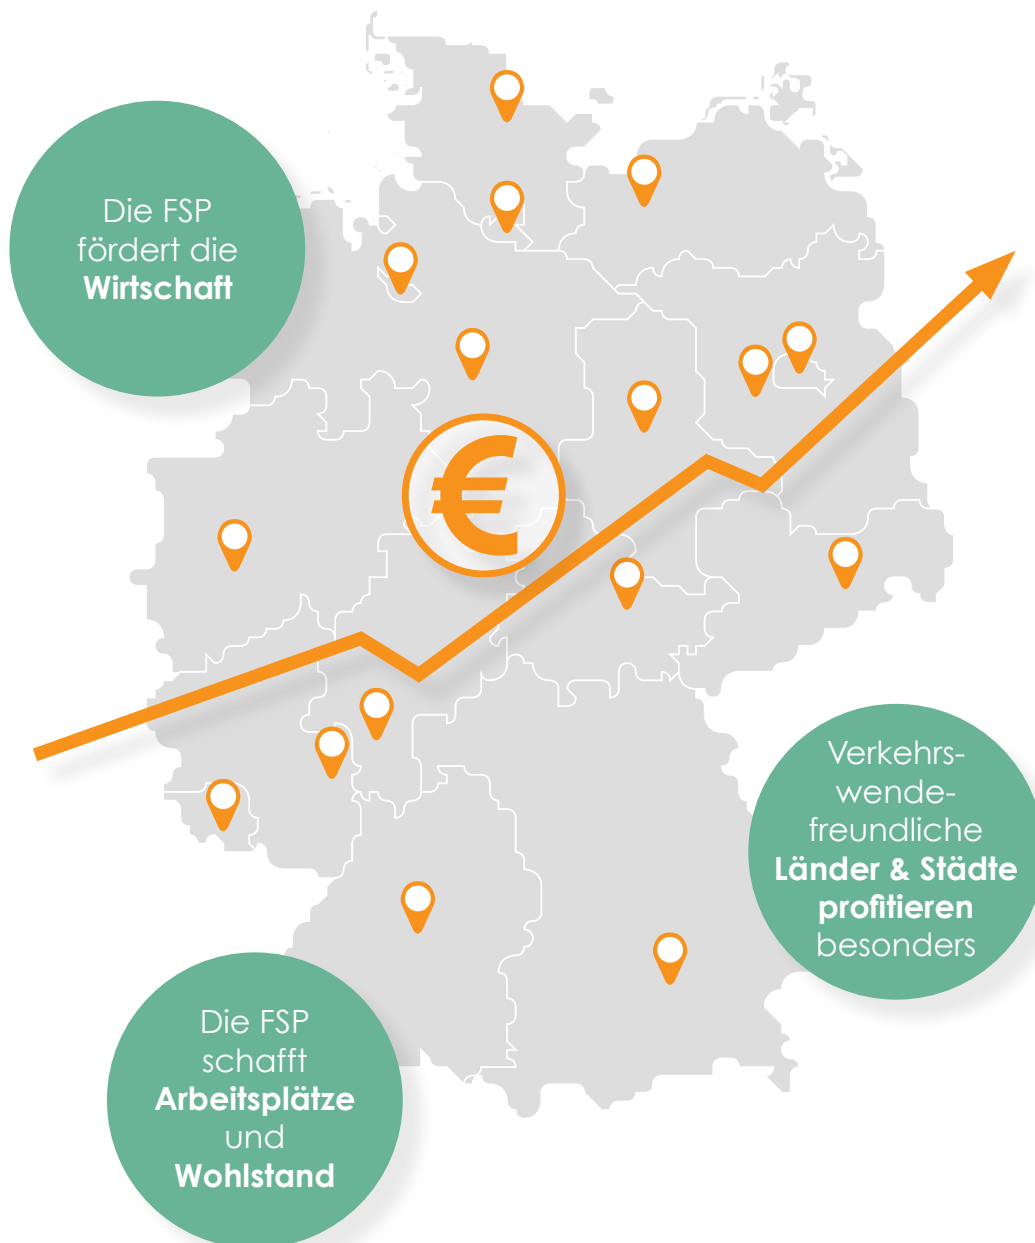 Die FSP
fördert die
Wirtschaft
€
Verkehrs-
wende-
freundliche
Länder & Städte
profitieren
besonders
Die FSP
schafft
Arbeitsplätze
und
Wohlstand